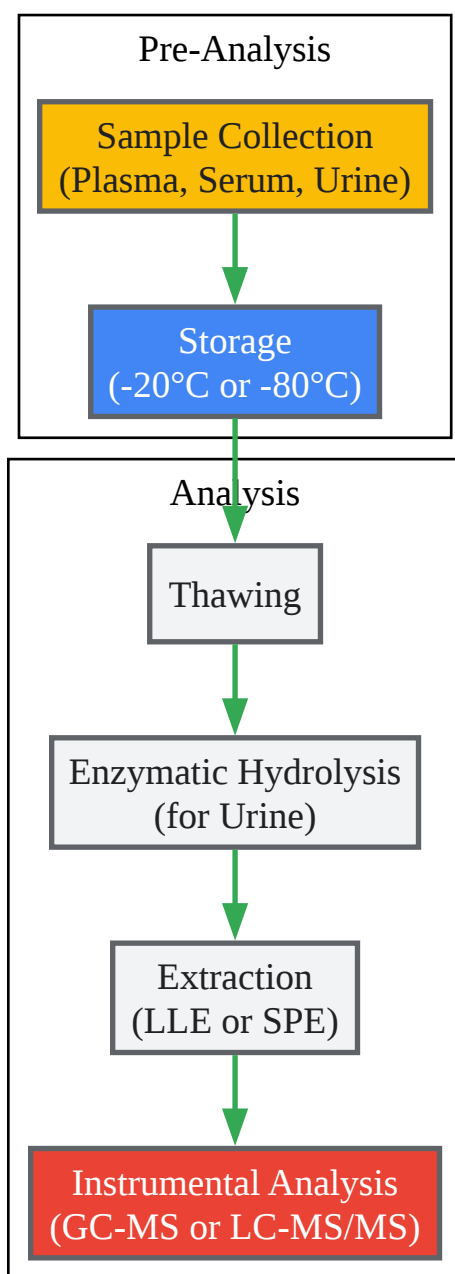 Pre-Analysis
Sample Collection
(Plasma, Serum, Urine)
Storage
(-20°C or -80°C)
Analysis
Thawing
Enzymatic Hydrolysis
(for Urine)
Extraction
(LLE or SPE)
Instrumental Analysis
(GC-MS or LC-MS/MS)